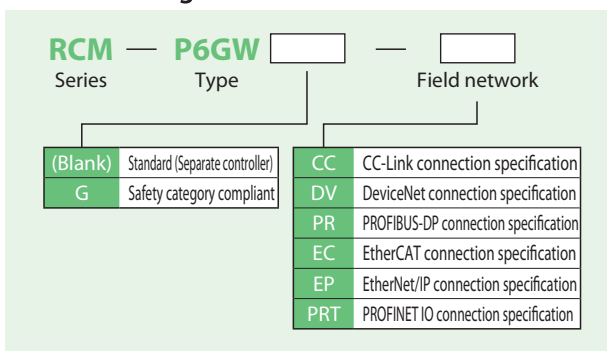 RCM — P6GW —
Series Type Field network
(Blank) Standard (Separate controller)
G Safety category compliant
CC CC-Link connection specification
DV DeviceNet connection specification
PR PROFIBUS-DP connection specification
EC EtherCAT connection specification
EP EtherNet/IP connection specification
PRT PROFINET IO connection specification